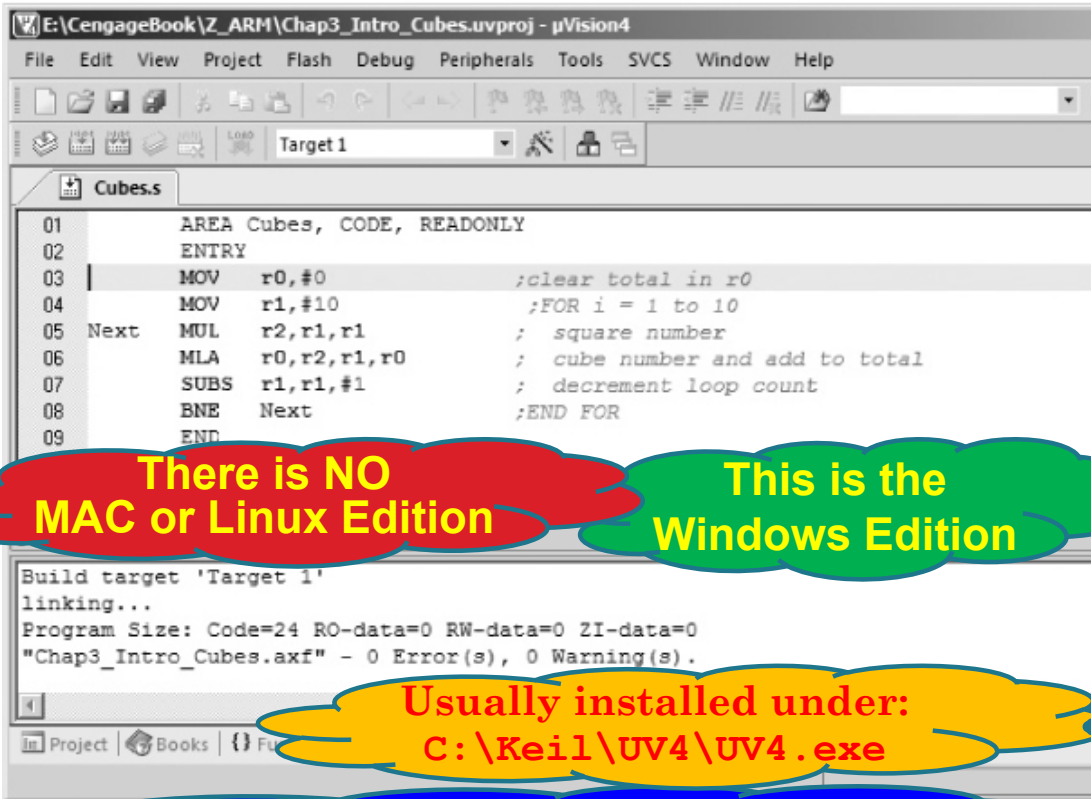 E:\CengageBook\Z_ARM\Chap3_Intro_Cubes.uvproj - µVision4
File Edit View Project Flash Debug Peripherals Tools SVCS Window Help
LOAD Target 1
Cubes.s
01 AREA Cubes, CODE, READONLY
02 ENTRY
03 MOV r0,#0 ;clear total in r0
04 MOV r1,#10 ;FOR i = 1 to 10
05 Next MUL r2,r1,r1 ; square number
06 MLA r0,r2,r1,r0 ; cube number and add to total
07 SUBS r1,r1,#1 ; decrement loop count
08 BNE Next ;END FOR
09 END
There is NO
MAC or Linux Edition
This is the
Windows Edition
Build target 'Target 1'
linking...
Program Size: Code=24 RO-data=0 RW-data=0 ZI-data=0
"Chap3_Intro_Cubes.axf" - 0 Error(s), 0 Warning(s).
Usually installed under:
C:\Keil\UV4\UV4.exe
Project Books {} Fu